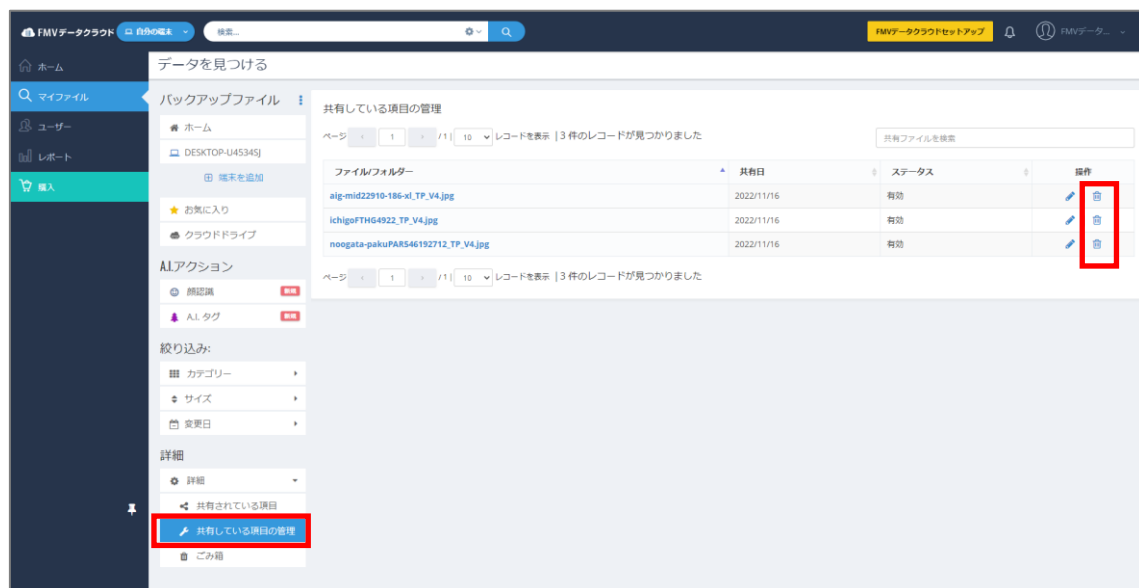 FMVデータクラウド 自分の端末 検索... FMVデータクラウドセットアップ FMVデータ...
ホーム
マイファイル
ユーザー
レポート
購入
データを見つける
バックアップファイル
ホーム
DESKTOP-U4534SJ
端末を追加
お気に入り
クラウドドライブ
A.I.アクション
顔認識
A.I. タグ
絞り込み:
カテゴリー
サイズ
変更日
詳細
詳細
共有されている項目
共有している項目の管理
ごみ箱
共有している項目の管理
ページ 1 / 1 | 10 レコードを表示 | 3 件のレコードが見つかりました 共有ファイルを検索
ファイル/フォルダー 共有日 ステータス 操作
aig-mid22910-186-xl_TP_V4.jpg 2022/11/16 有効
ichigoFTHG4922_TP_V4.jpg 2022/11/16 有効
noogata-pakuPARS46192712_TP_V4.jpg 2022/11/16 有効
ページ 1 / 1 | 10 レコードを表示 | 3 件のレコードが見つかりました